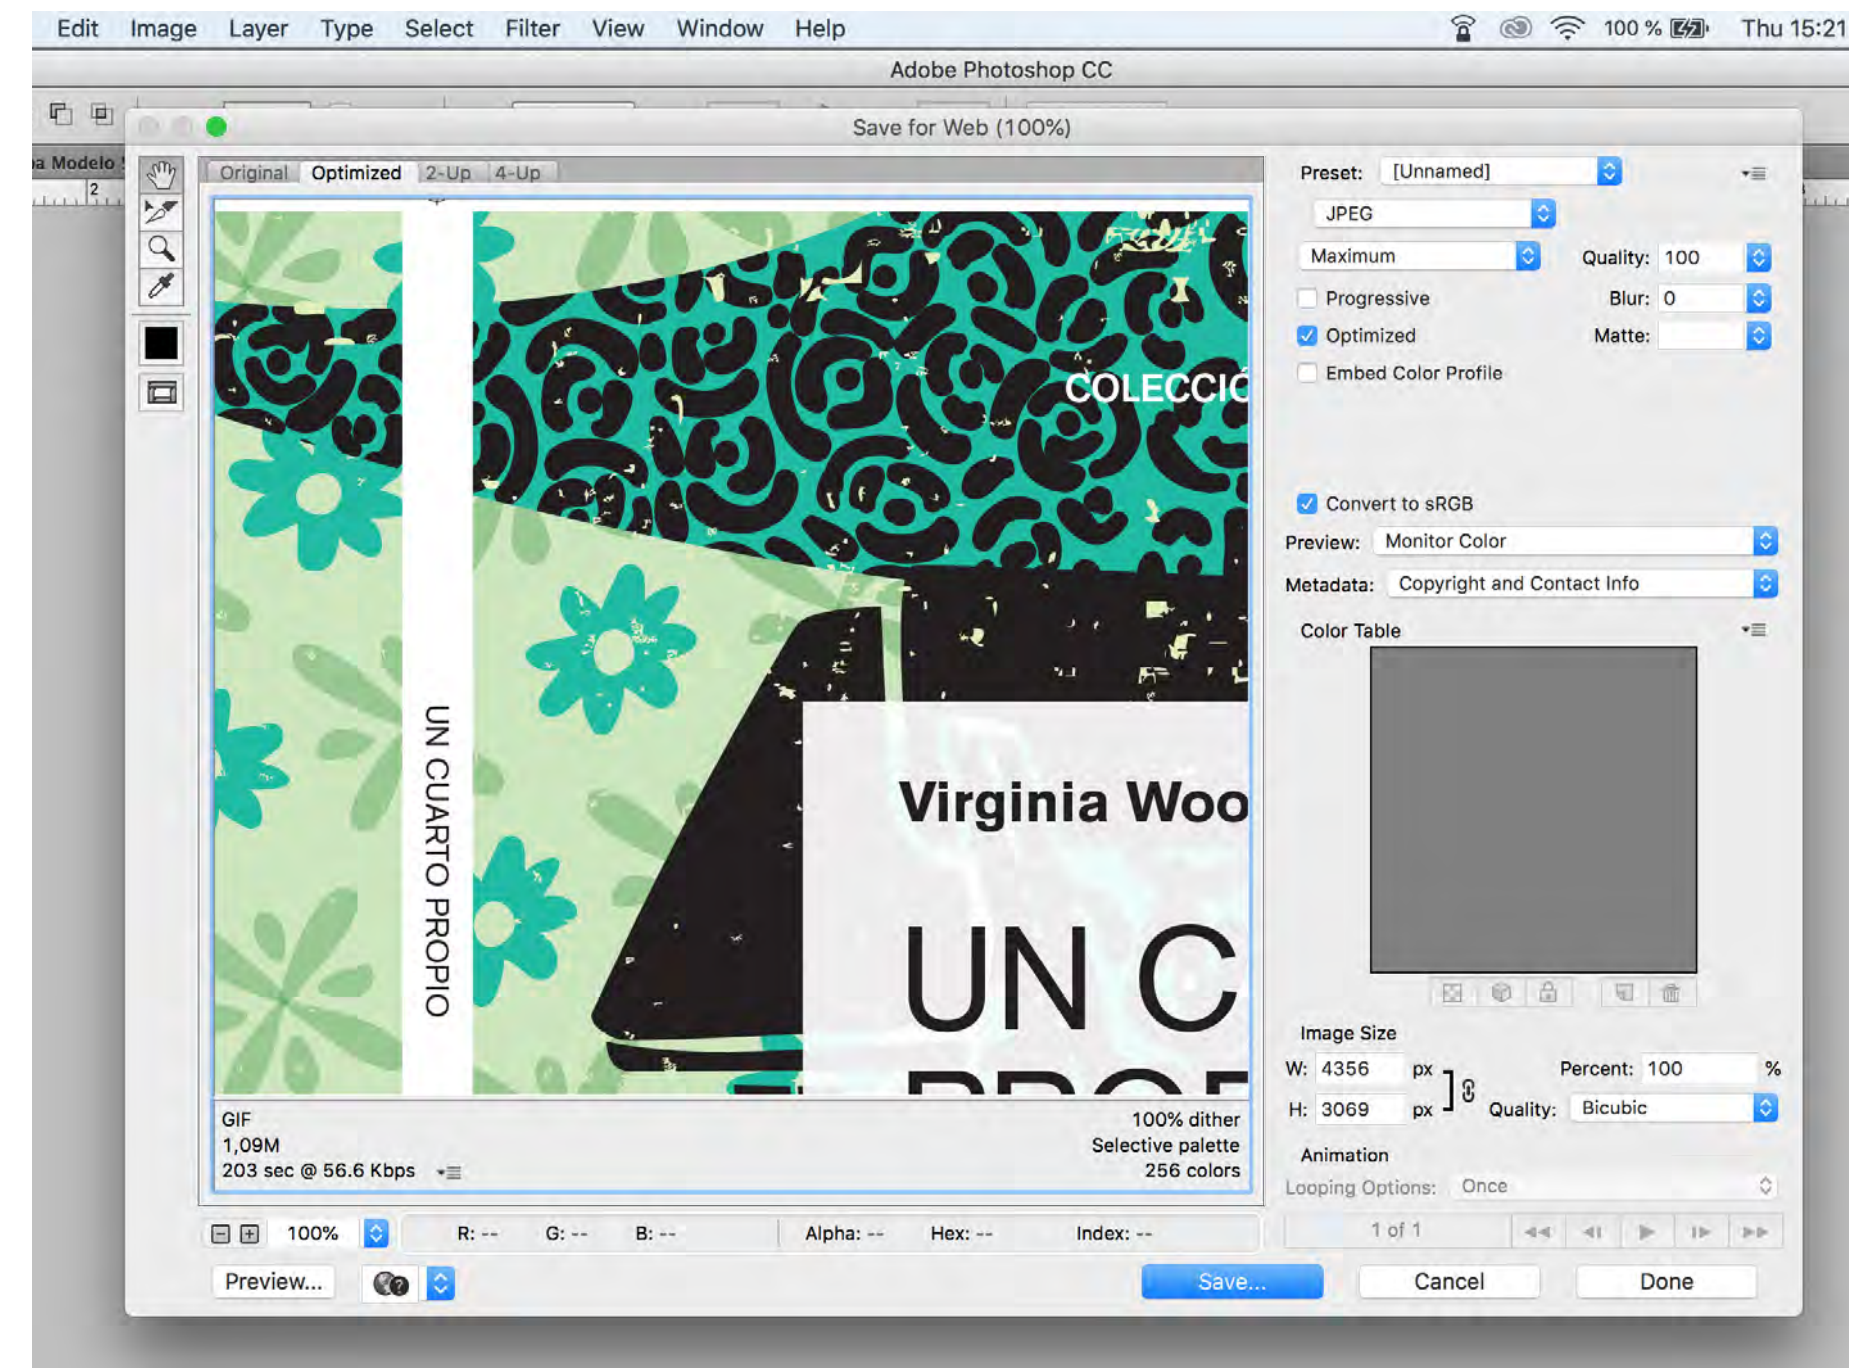 Edit Image Layer Type Select Filter View Window Help 100 % Thu 15:21
Adobe Photoshop CC
Save for Web (100%)
Modelo
2
Original Optimized 2-Up 4-Up
COLECCIÓ
UN CUARTO PROPIO
Virginia Woo
UN C
PROP
GIF
1,09M
203 sec @ 56.6 Kbps
100% dither
Selective palette
256 colors
Preset: [Unnamed]
JPEG
Maximum Quality: 100
Progressive Blur: 0
Optimized Matte:
Embed Color Profile
Convert to sRGB
Preview: Monitor Color
Metadata: Copyright and Contact Info
Color Table
Image Size
W: 4356 px Percent: 100 %
H: 3069 px Quality: Bicubic
Animation
Looping Options: Once
1 of 1
100% R: -- G: -- B: -- Alpha: -- Hex: -- Index: --
Preview... Save... Cancel Done